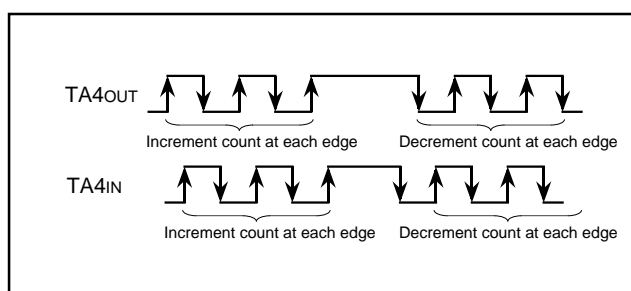 TA4OUT
Increment count at each edge Decrement count at each edge
TA4IN
Increment count at each edge Decrement count at each edge